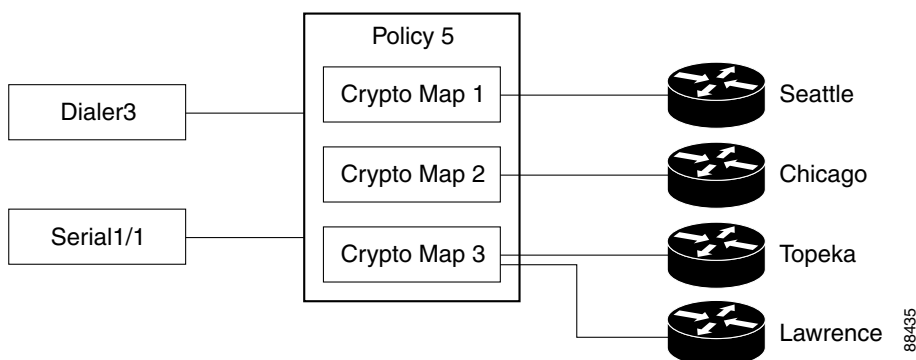 Policy 5
Dialer3
Serial1/1
Crypto Map 1
Crypto Map 2
Crypto Map 3
Seattle
Chicago
Topeka
Lawrence
88435